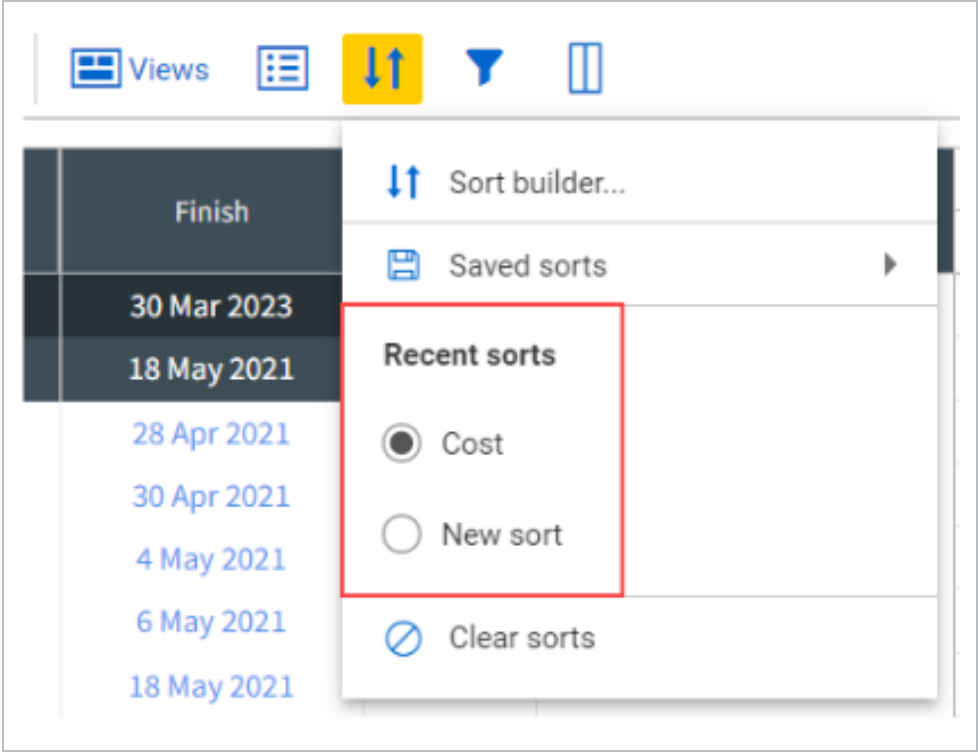 Views
Sort builder...
Finish
Saved sorts
30 Mar 2023
Recent sorts
18 May 2021
28 Apr 2021
Cost
30 Apr 2021
New sort
4 May 2021
6 May 2021
Clear sorts
18 May 2021